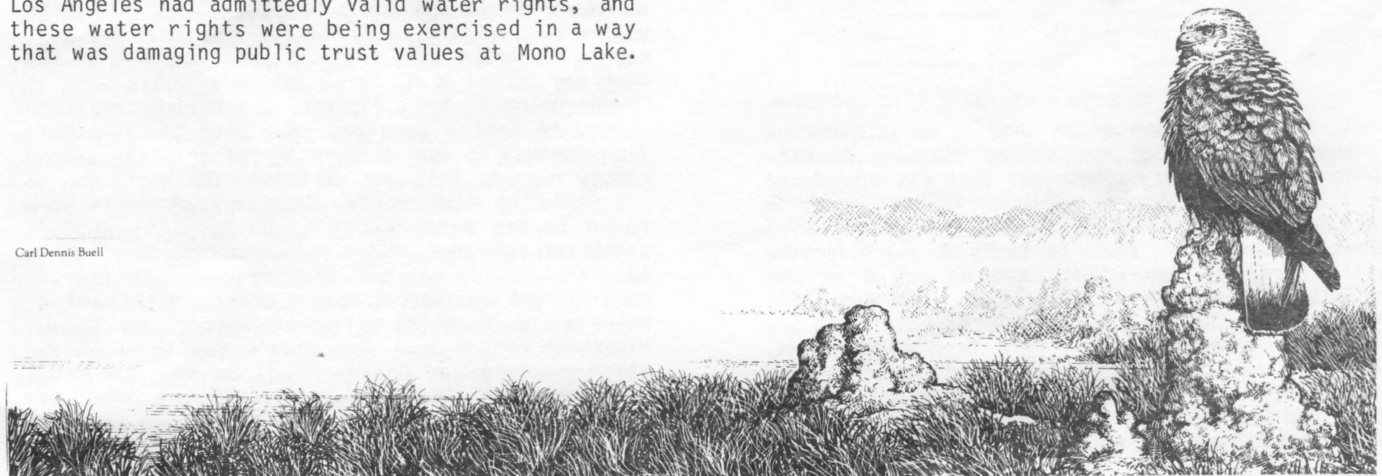 Los Angeles had admittedly valid water rights, and
these water rights were being exercised in a way
that was damaging public trust values at Mono Lake.
Carl Dennis Buell